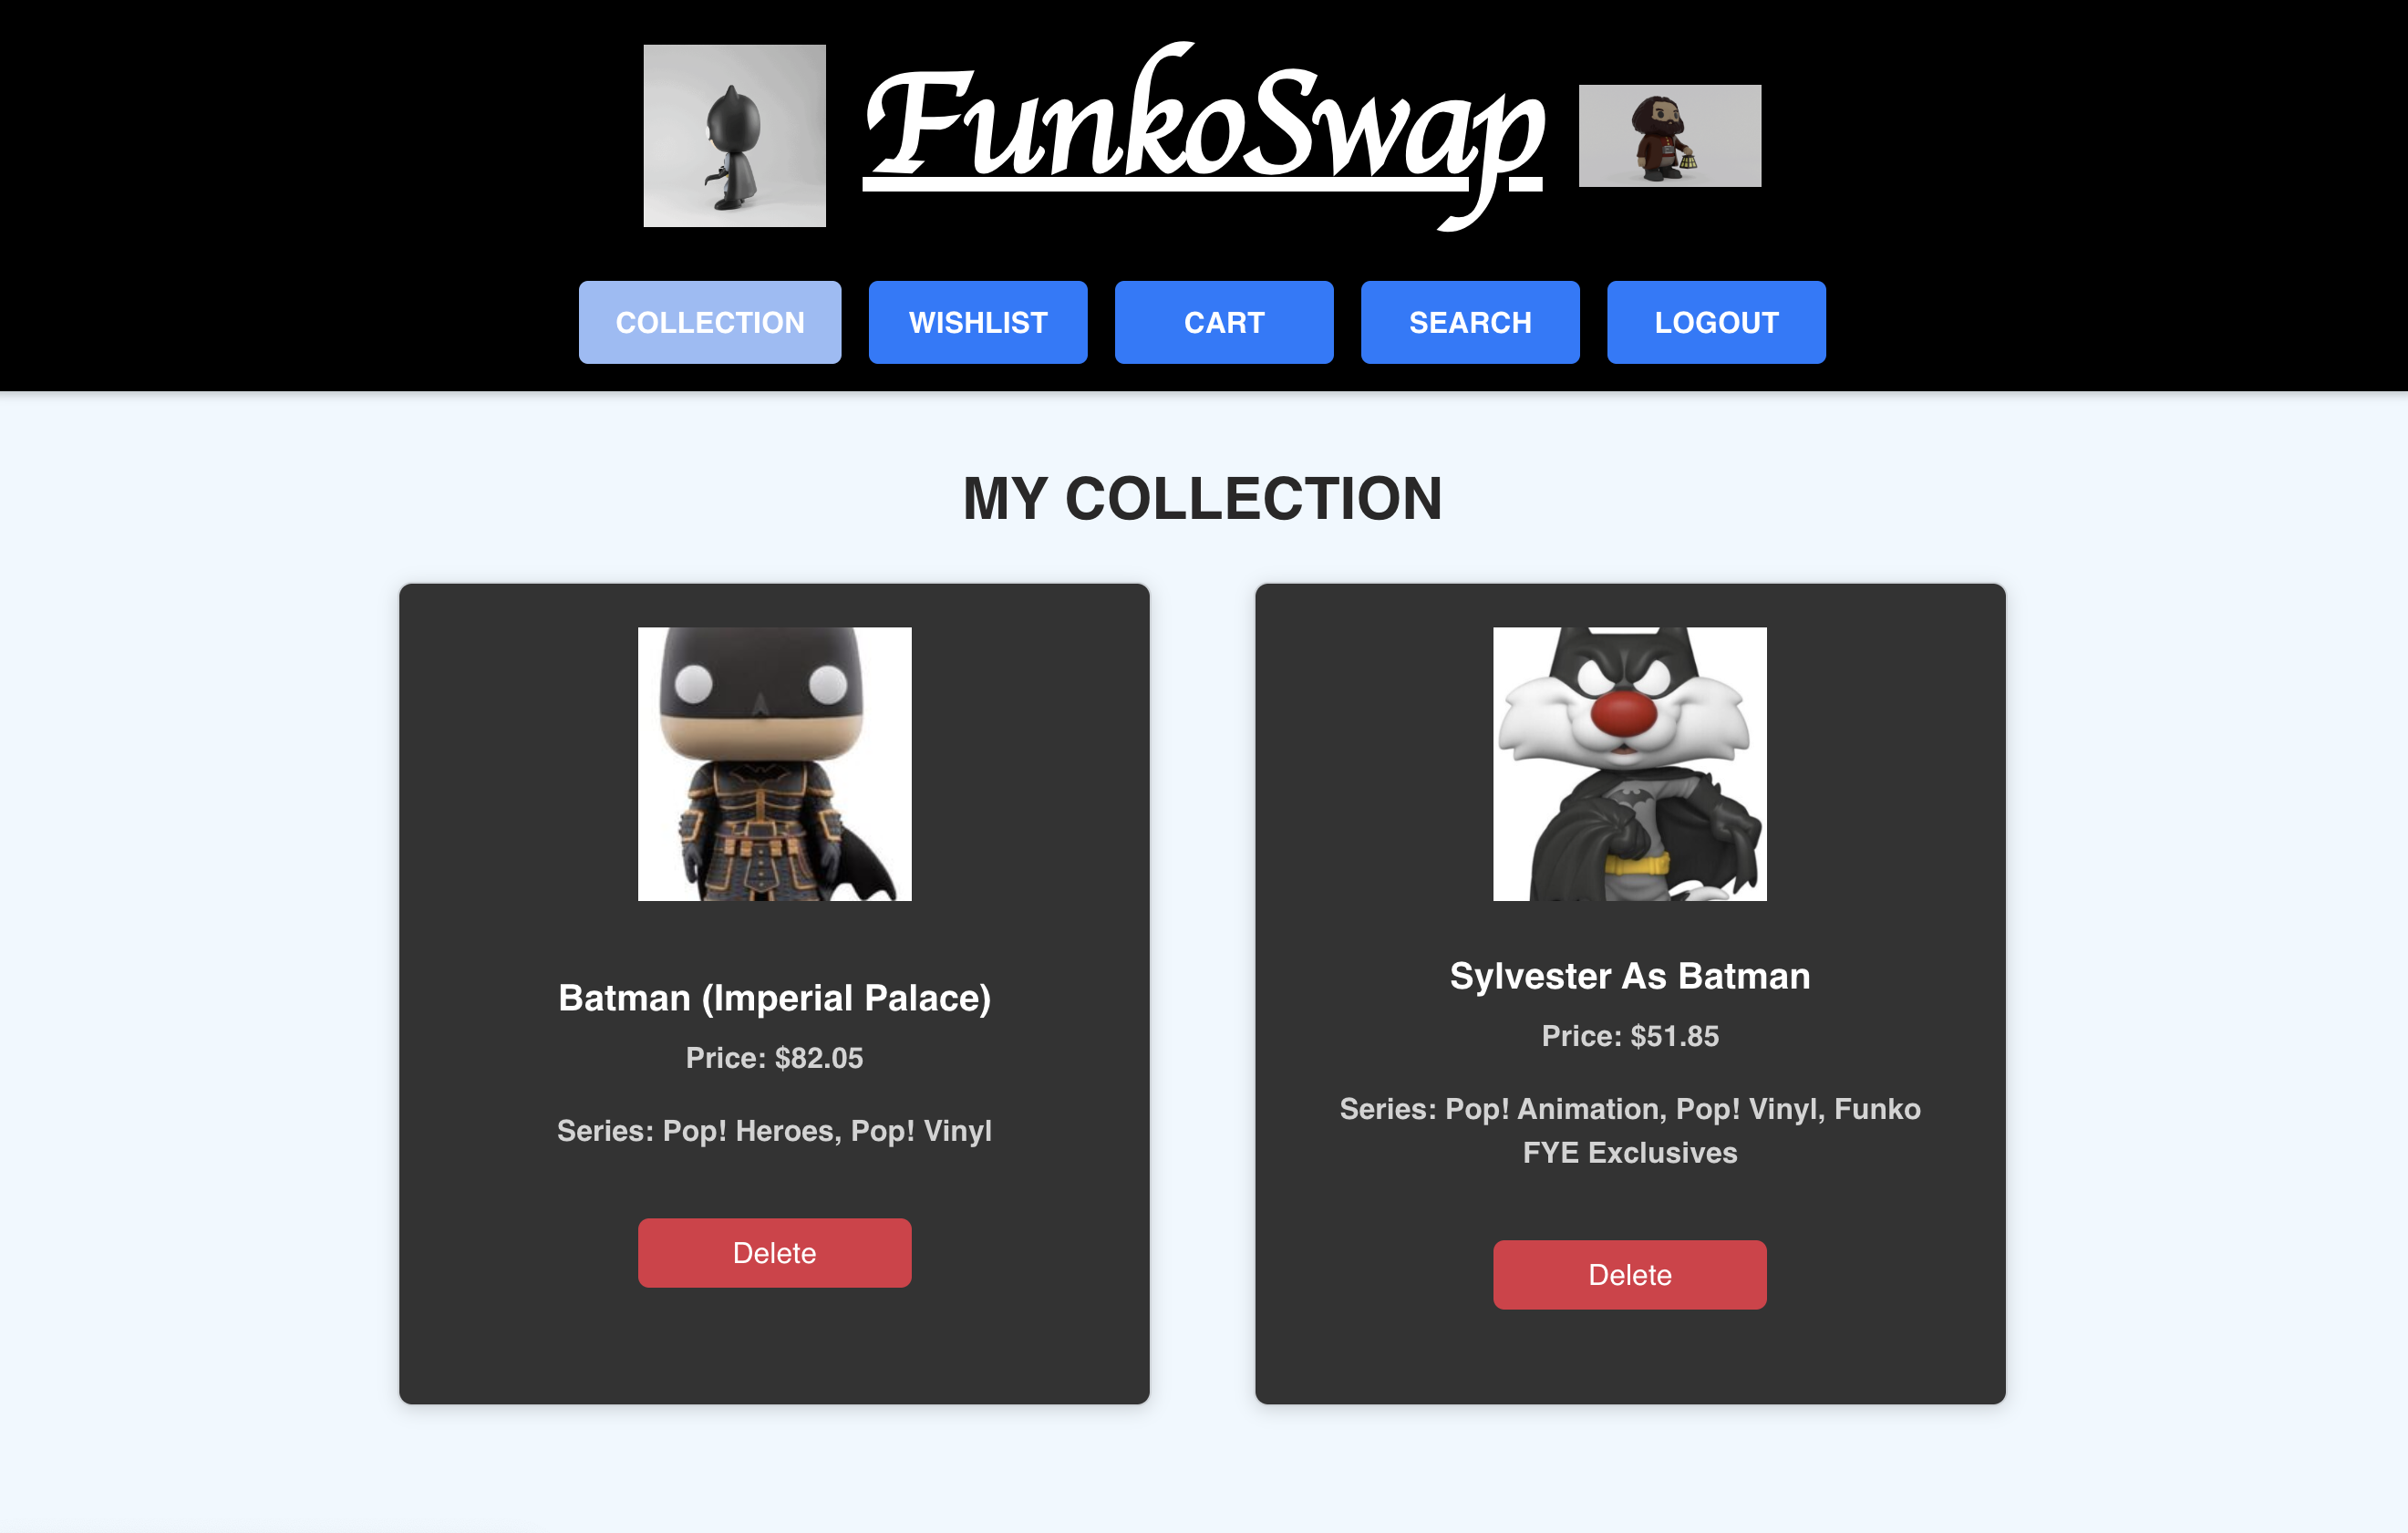 FunkoSwap
COLLECTION
WISHLIST
CART
SEARCH
LOGOUT
MY COLLECTION
Batman (Imperial Palace)
Price: $82.05
Series: Pop! Heroes, Pop! Vinyl
Delete
Sylvester As Batman
Price: $51.85
Series: Pop! Animation, Pop! Vinyl, Funko
FYE Exclusives
Delete